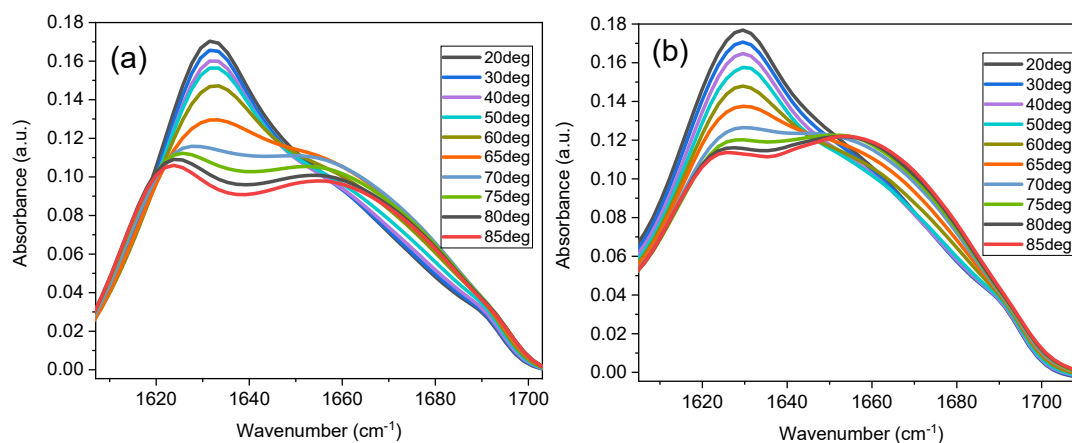 (a)
0.18
0.16
0.14
0.12
0.10
0.08
0.06
0.04
0.02
0.00
Absorbance (a.u.)
1620
1640
1660
1680
1700
Wavenumber (cm⁻¹)
20deg
30deg
40deg
50deg
60deg
65deg
70deg
75deg
80deg
85deg
(b)
0.18
0.16
0.14
0.12
0.10
0.08
0.06
0.04
0.02
0.00
Absorbance (a.u.)
1620
1640
1660
1680
1700
Wavenumber (cm⁻¹)
20deg
30deg
40deg
50deg
60deg
65deg
70deg
75deg
80deg
85deg